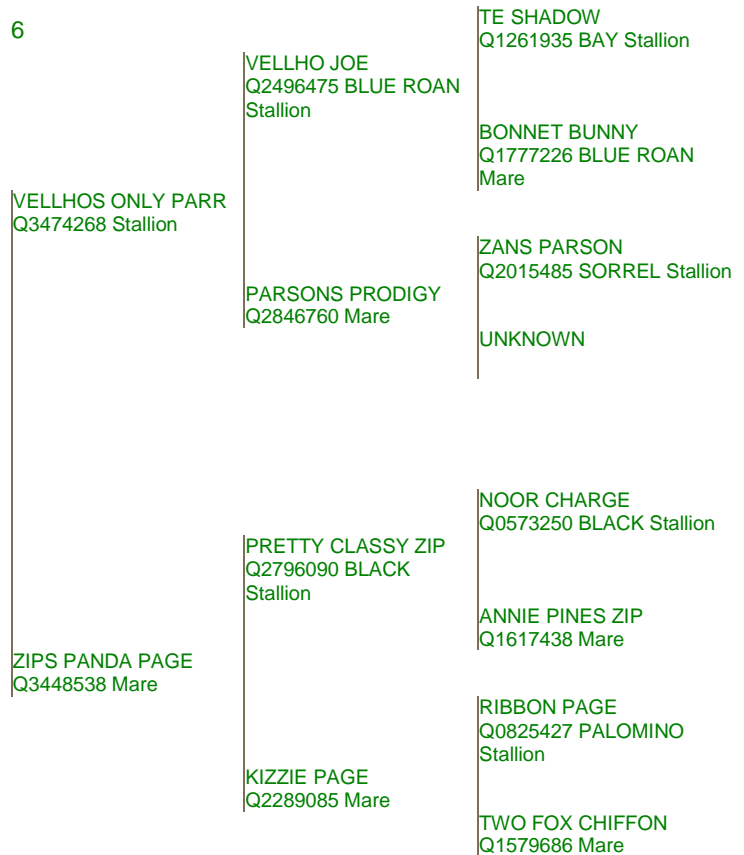 6
TE SHADOW
Q1261935 BAY Stallion
VELLHO JOE
Q2496475 BLUE ROAN
Stallion
BONNET BUNNY
Q1777226 BLUE ROAN
Mare
VELLHOS ONLY PARR
Q3474268 Stallion
ZANS PARSON
Q2015485 SORREL Stallion
PARSONS PRODIGY
Q2846760 Mare
UNKNOWN
NOOR CHARGE
Q0573250 BLACK Stallion
PRETTY CLASSY ZIP
Q2796090 BLACK
Stallion
ANNIE PINES ZIP
Q1617438 Mare
ZIPS PANDA PAGE
Q3448538 Mare
RIBBON PAGE
Q0825427 PALOMINO
Stallion
KIZZIE PAGE
Q2289085 Mare
TWO FOX CHIFFON
Q1579686 Mare